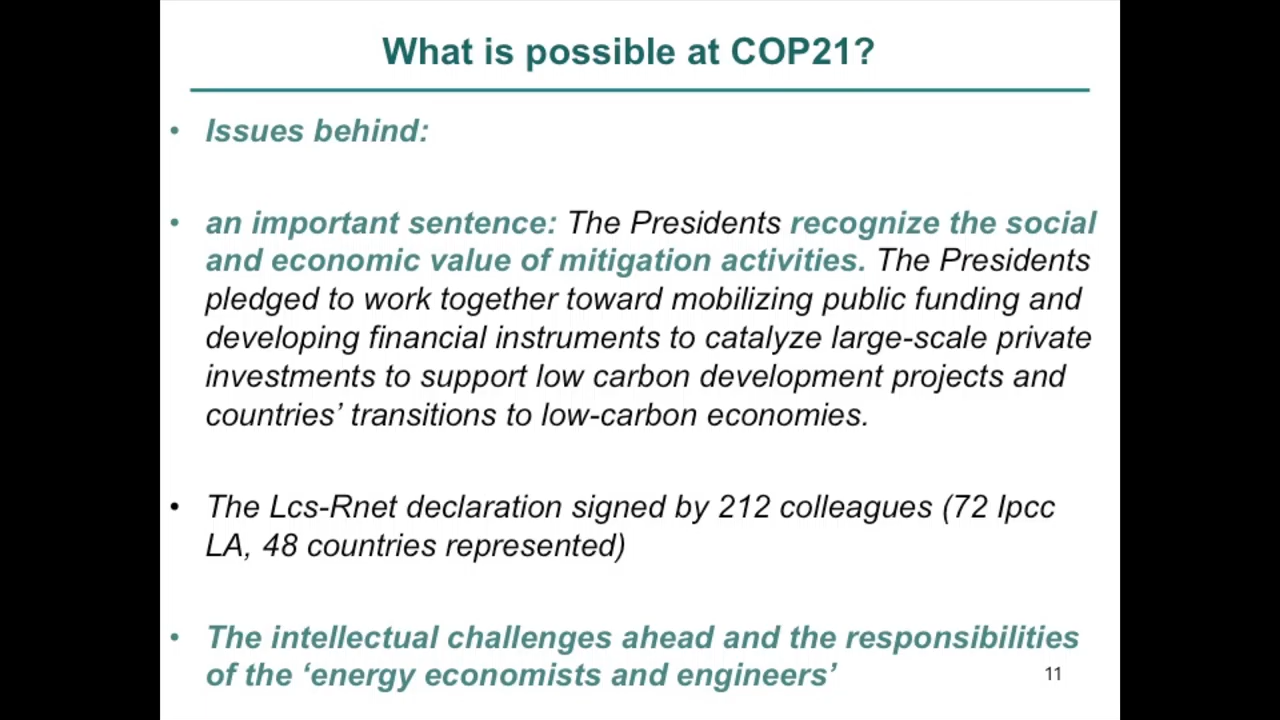 What is possible at COP21?
• Issues behind:
• an important sentence: The Presidents recognize the social
and economic value of mitigation activities. The Presidents
pledged to work together toward mobilizing public funding and
developing financial instruments to catalyze large-scale private
investments to support low carbon development projects and
countries’ transitions to low-carbon economies.
• The Lcs-Rnet declaration signed by 212 colleagues (72 Ipcc
LA, 48 countries represented)
• The intellectual challenges ahead and the responsibilities
of the ‘energy economists and engineers’
11